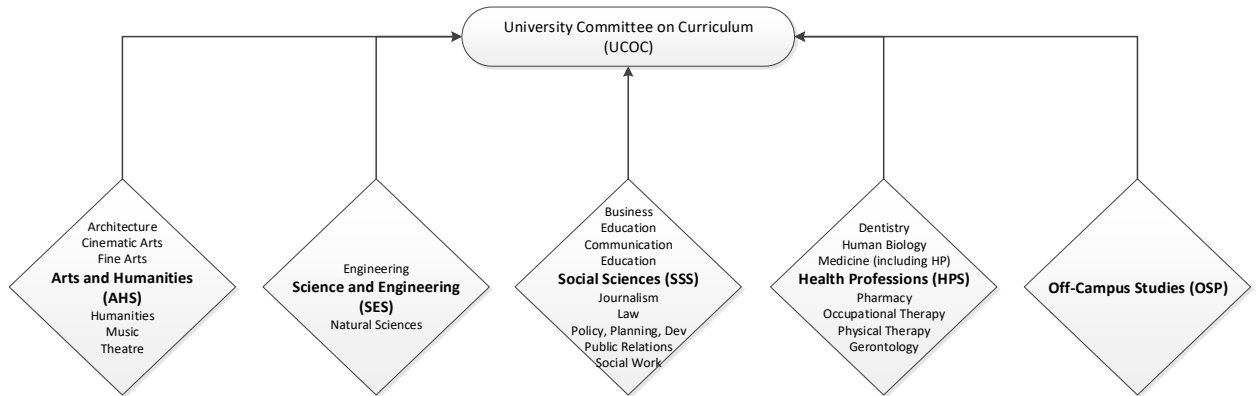 University Committee on Curriculum
(UCOC)
Architecture
Cinematic Arts
Fine Arts
Arts and Humanities
(AHS)
Humanities
Music
Theatre
Engineering
Science and Engineering
(SES)
Natural Sciences
Business
Education
Communication
Education
Social Sciences (SSS)
Journalism
Law
Policy, Planning, Dev
Public Relations
Social Work
Dentistry
Human Biology
Medicine (including HP)
Health Professions (HPS)
Pharmacy
Occupational Therapy
Physical Therapy
Gerontology
Off-Campus Studies (OSP)